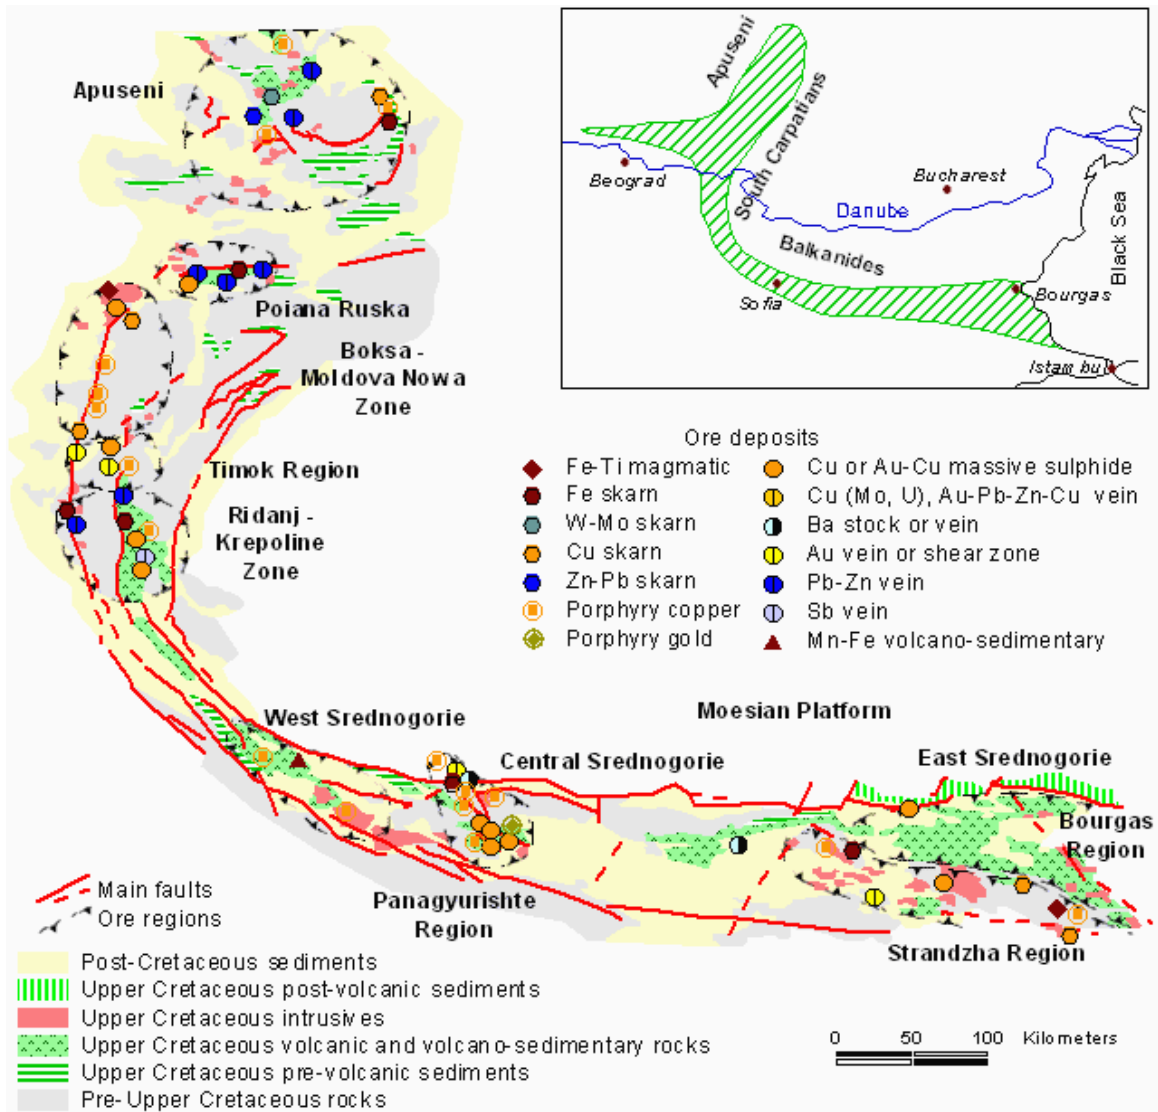 Apuseni
Poiana Ruska
Boksa -
Moldova Nowa
Zone
Timok Region
Ridanj -
Krepoline
Zone
West Srednogorie
Moesian Platform
Central Srednogorie
East Srednogorie
Bourgas
Region
Panagyurishte
Region
Strandzha Region
Apuseni
South Carpatians
Beograd
Bucharest
Danube
Balkanides
Black Sea
Sofia
Bourgas
Istam bul
Ore deposits
Fe-Ti magmatic
Fe skarn
W-Mo skarn
Cu skarn
Zn-Pb skarn
Porphyry copper
Porphyry gold
Cu or Au-Cu massive sulphide
Cu (Mo, U), Au-Pb-Zn-Cu vein
Ba stock or vein
Au vein or shear zone
Pb-Zn vein
Sb vein
Mn-Fe volcano-sedimentary
Main faults
Ore regions
Post-Cretaceous sediments
Upper Cretaceous post-volcanic sediments
Upper Cretaceous intrusives
Upper Cretaceous volcanic and volcano-sedimentary rocks
Upper Cretaceous pre-volcanic sediments
Pre-Upper Cretaceous rocks
0 50 100 Kilometers